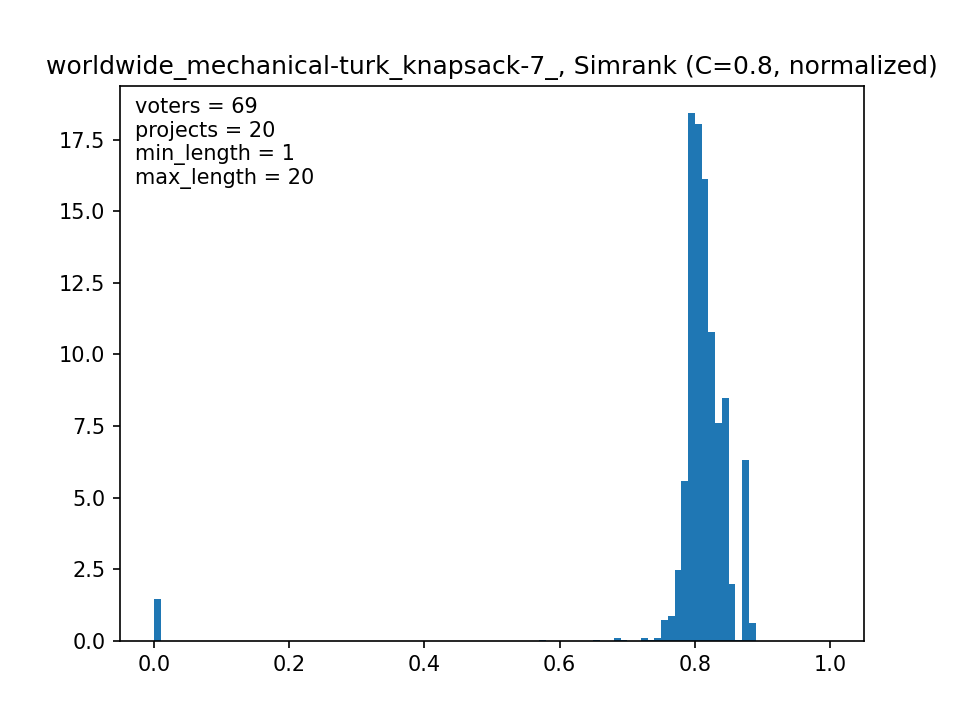 worldwide_mechanical-turk_knapsack-7_, Simrank (C=0.8, normalized)
voters = 69
projects = 20
min_length = 1
max_length = 20
17.5
15.0
12.5
10.0
7.5
5.0
2.5
0.0
0.0 0.2 0.4 0.6 0.8 1.0